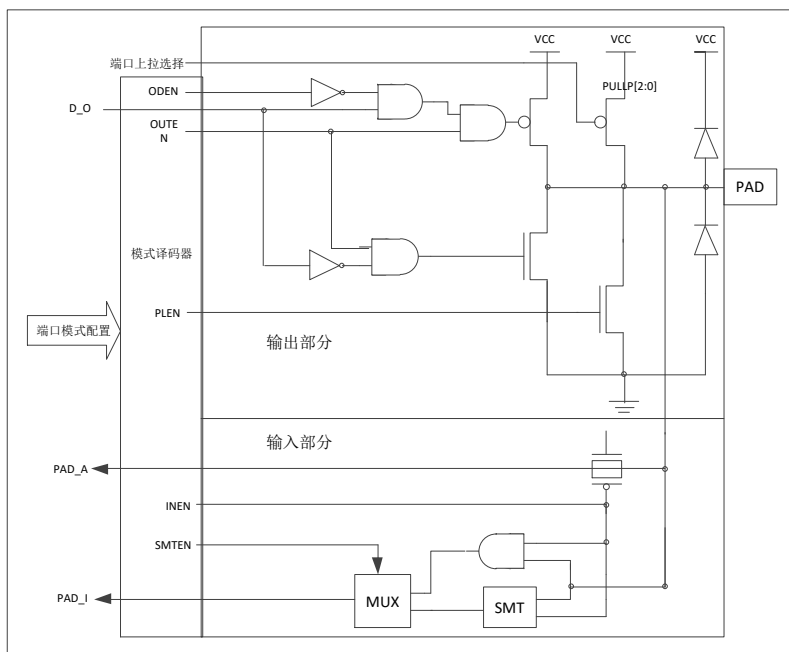 VCC
VCC
VCC
端口上拉选择
PULLP[2:0]
ODEN
D_O
OUTE
N
PAD
模式译码器
端口模式配置
PLEN
输出部分
输入部分
PAD_A
INEN
SMTEN
PAD_I
MUX
SMT